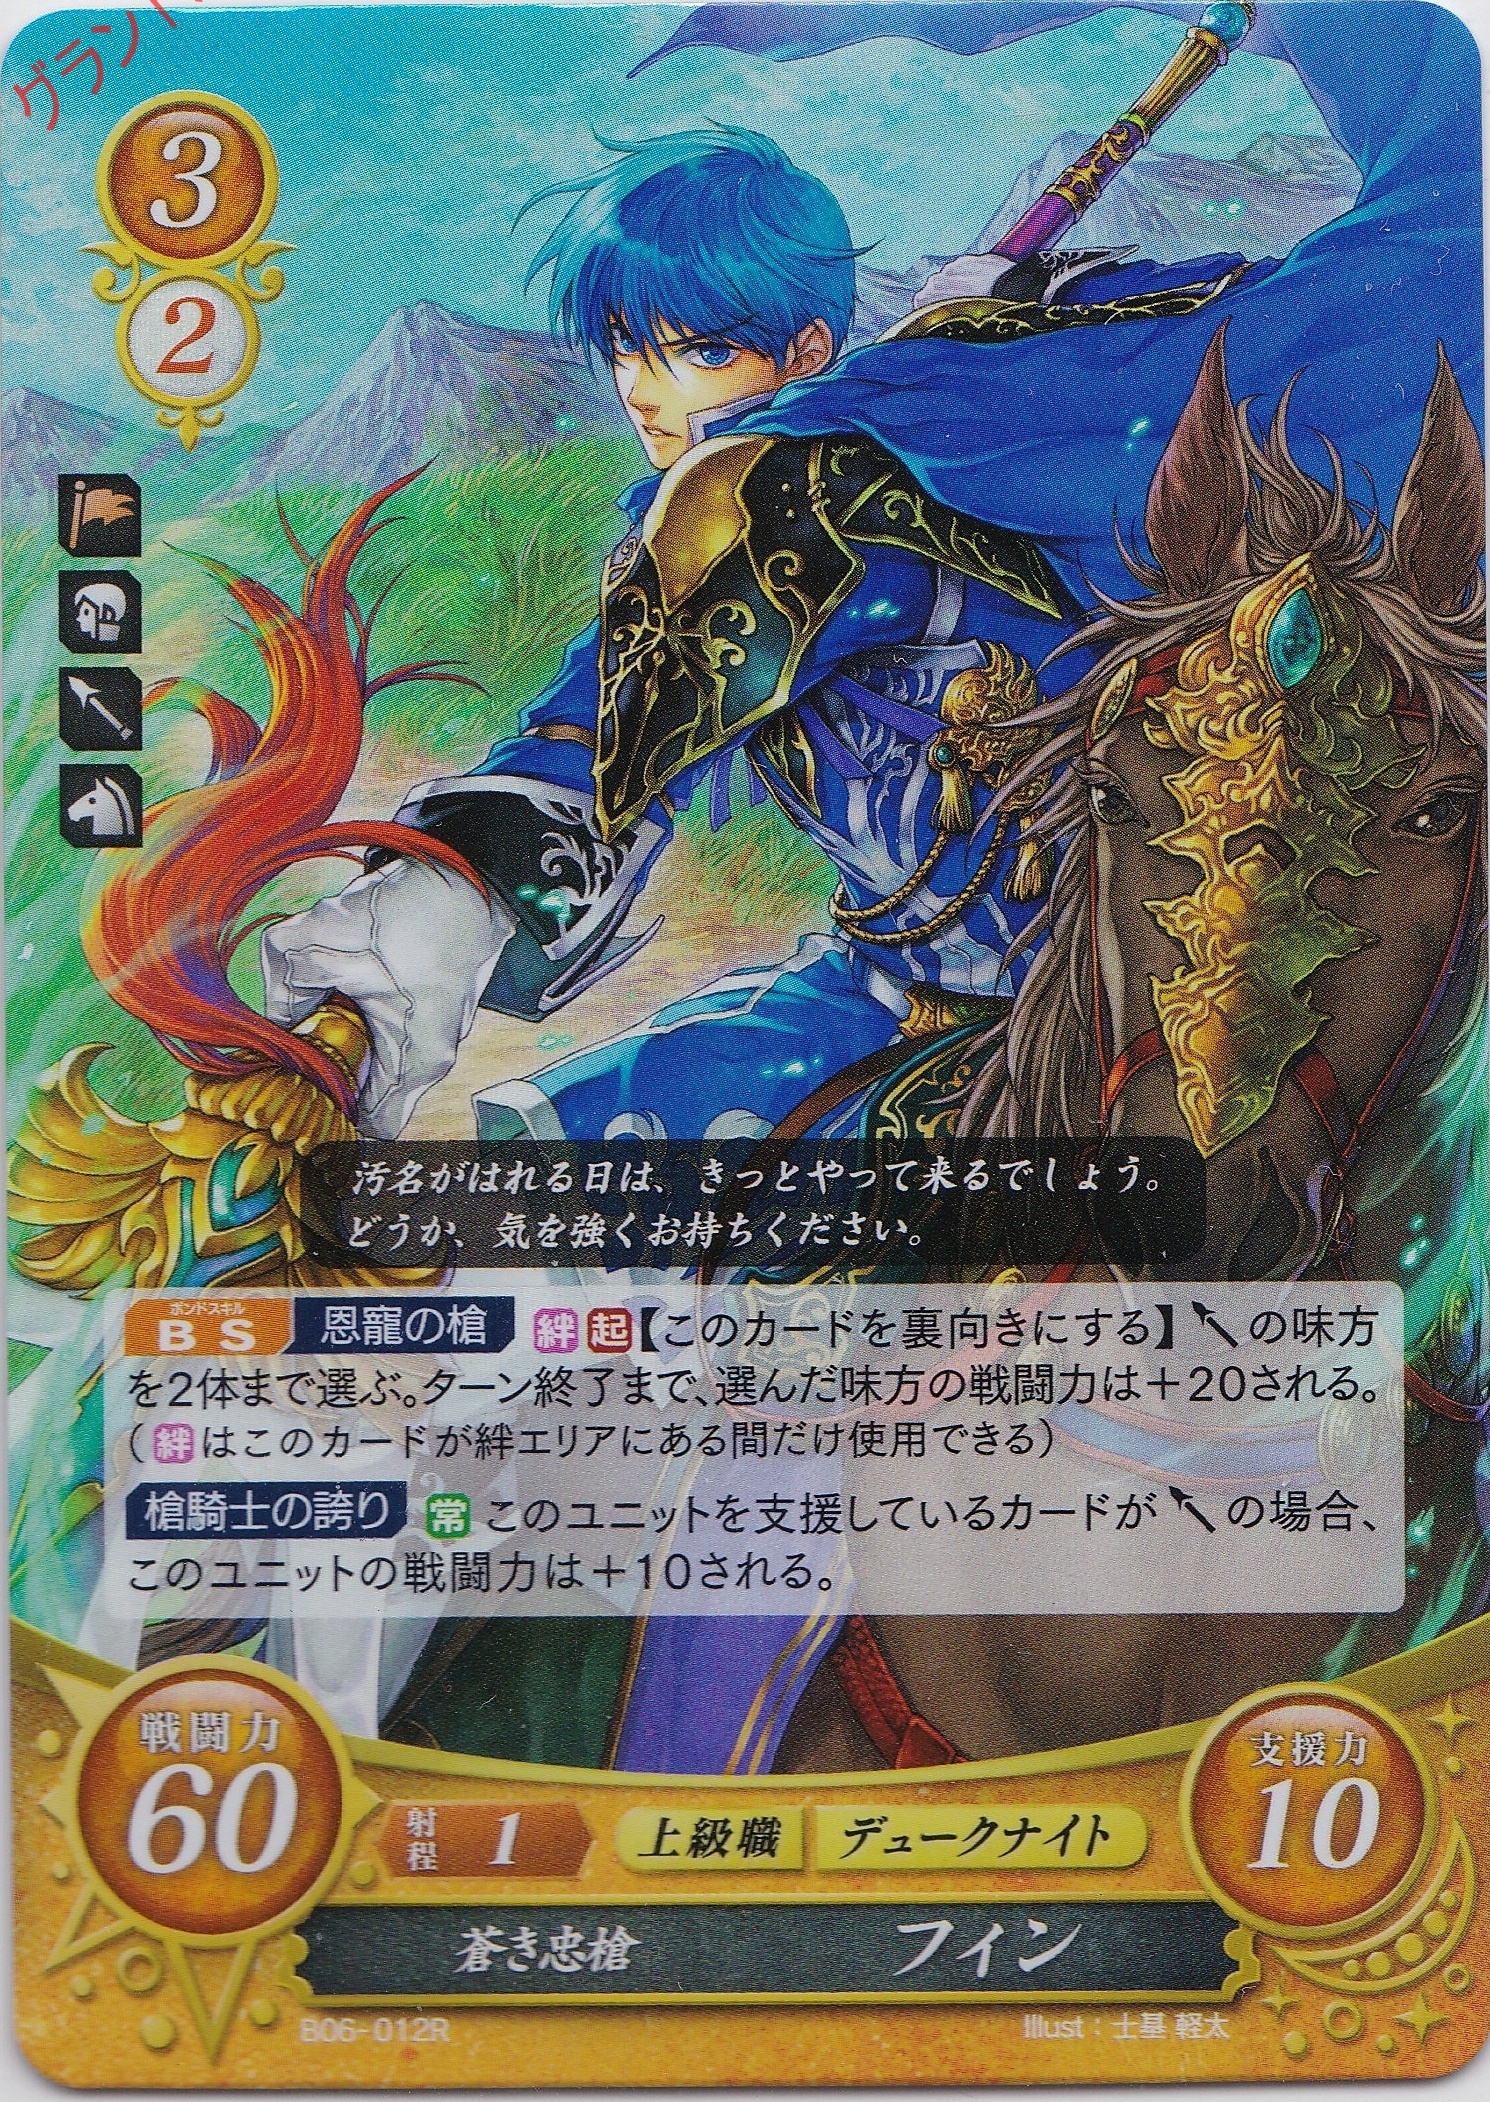 グラン
3
2
汚名がはれる日は、きっとやって来るでしょう。
どうか、気を強くお持ちください。
ボンドスキル
BS 恩寵の槍 絆 起【このカードを裏向きにする】の味方
を2体まで選ぶ。ターン終了まで、選んだ味方の戦闘力は＋20される。
（絆はこのカードが絆エリアにある間だけ使用できる）
槍騎士の誇り 常 このユニットを支援しているカードがの場合、
このユニットの戦闘力は＋10される。
戦闘力
60
射程 1 上級職 デュークナイト
支援力
10
蒼き忠槍 フィン
B06-012R Illust：士基 軽太